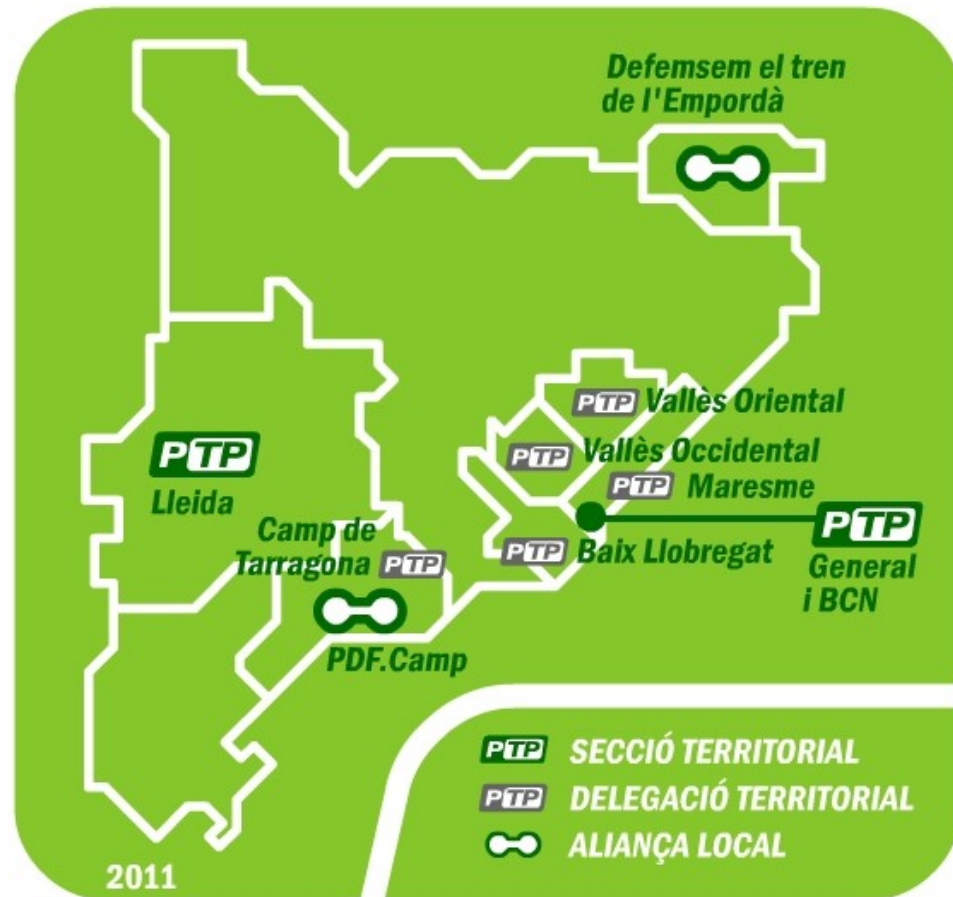 Defemsem el tren
de l'Empordà
PTP Vallès Oriental
PTP Vallès Occidental
PTP Maresme
PTP
Lleida
Camp de
Tarragona PTP
PTP Baix Llobregat
PTP
General
i BCN
PDF.Camp
PTP SECCIÓ TERRITORIAL
PTP DELEGACIÓ TERRITORIAL
ALIANÇA LOCAL
2011